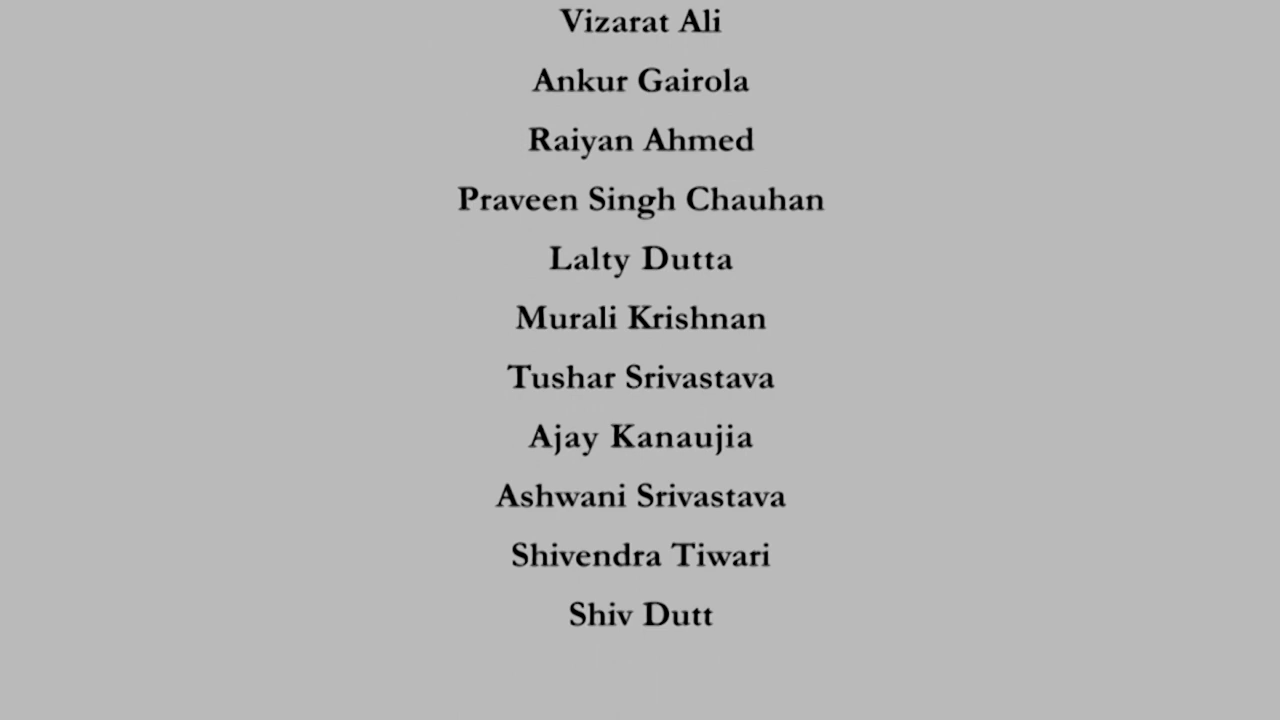 Vizarat Ali
Ankur Gairola
Raiyan Ahmed
Praveen Singh Chauhan
Lalty Dutta
Murali Krishnan
Tushar Srivastava
Ajay Kanaujia
Ashwani Srivastava
Shivendra Tiwari
Shiv Dutt